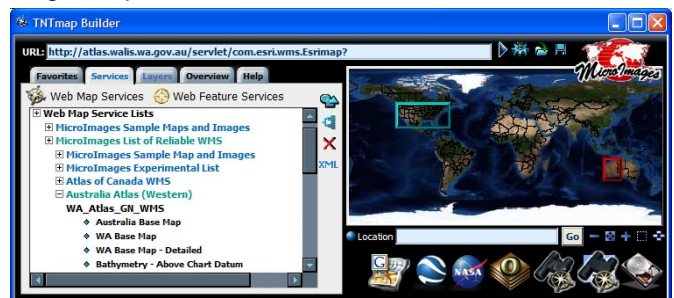 TNTmap Builder
URL: http://atlas.walis.wa.gov.au/servlet/com.esri.wms.Esrimap?
MicroImages
Favorites Services Layers Overview Help
Web Map Services Web Feature Services
Web Map Service Lists
MicroImages Sample Maps and Images
MicroImages List of Reliable WMS
MicroImages Sample Map and Images
MicroImages Experimental List
Atlas of Canada WMS
Australia Atlas (Western)
WA_Atlas_GN_WMS
Australia Base Map
WA Base Map
WA Base Map - Detailed
Bathymetry - Above Chart Datum
XML
Location Go
G
NASA